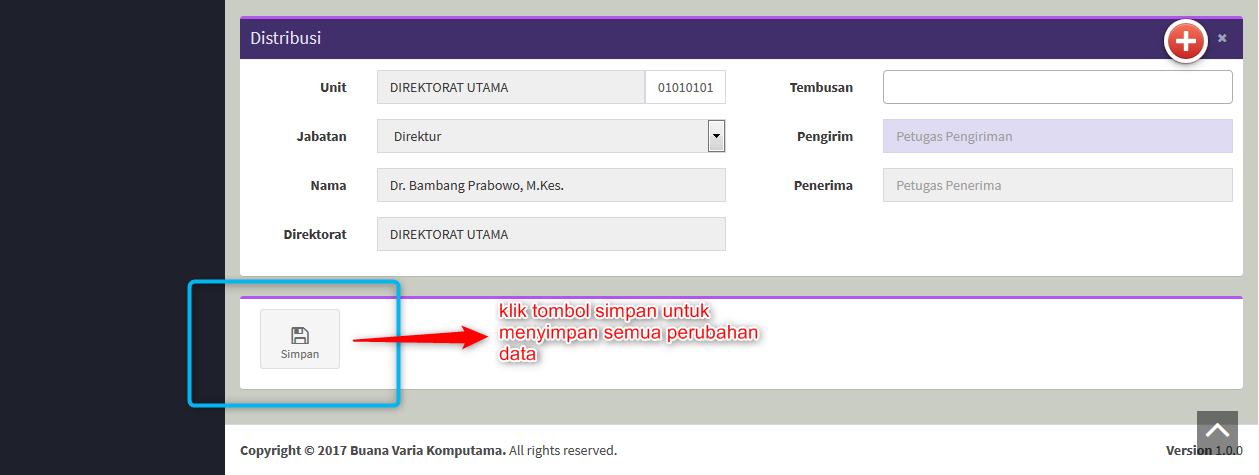 Distribusi
Unit DIREKTORAT UTAMA 01010101 Tembusan
Jabatan Direktur Pengirim Petugas Pengiriman
Nama Dr. Bambang Prabowo, M.Kes. Penerima Petugas Penerima
Direktorat DIREKTORAT UTAMA
klik tombol simpan untuk
menyimpan semua perubahan
data
Simpan
Copyright © 2017 Buana Varia Komputama. All rights reserved. Version 1.0.0